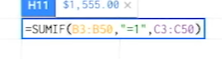 H11 $1,555.00 ×
=SUMIF(B3:B50,"=1",C3:C50)